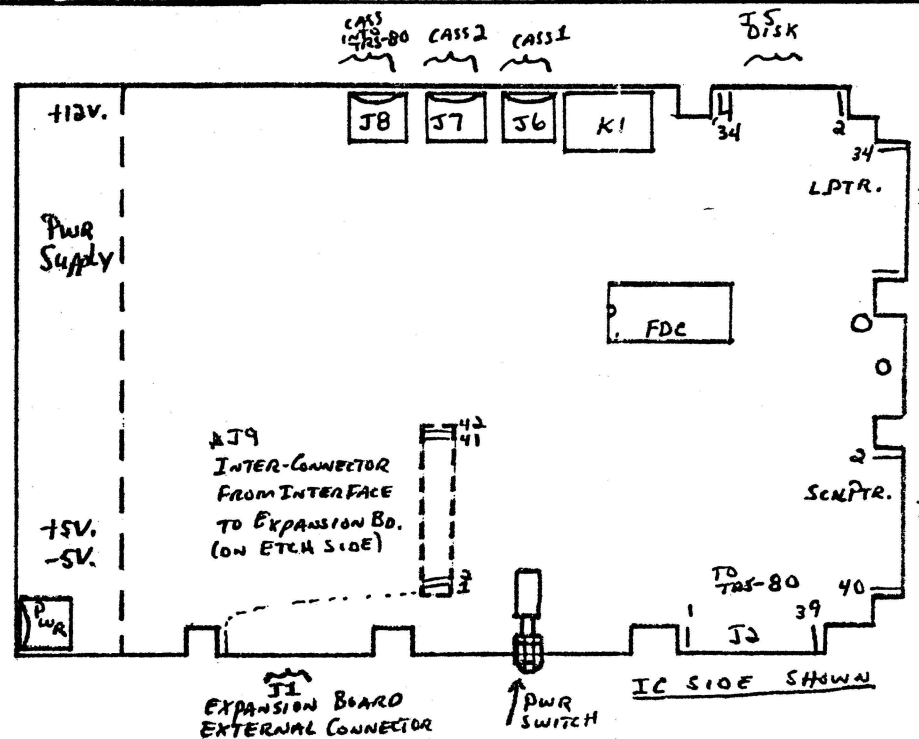 CASS
INTO
TRS-80
CASS2
CASS1
J5
DISK
+12V.
J8
J7
J6
K1
34
2
34
LPTR.
PWR
Supply
FDC
J9
INTER-CONNECTOR
FROM INTERFACE
TO EXPANSION BD.
(ON ETCH SIDE)
42
41
2
SCNPTR.
+5V.
-5V.
2
1
TO
TRS-80
40
1
39
J2
PWR
J1
EXPANSION BOARD
EXTERNAL CONNECTOR
PWR
SWITCH
IC SIDE SHOWN